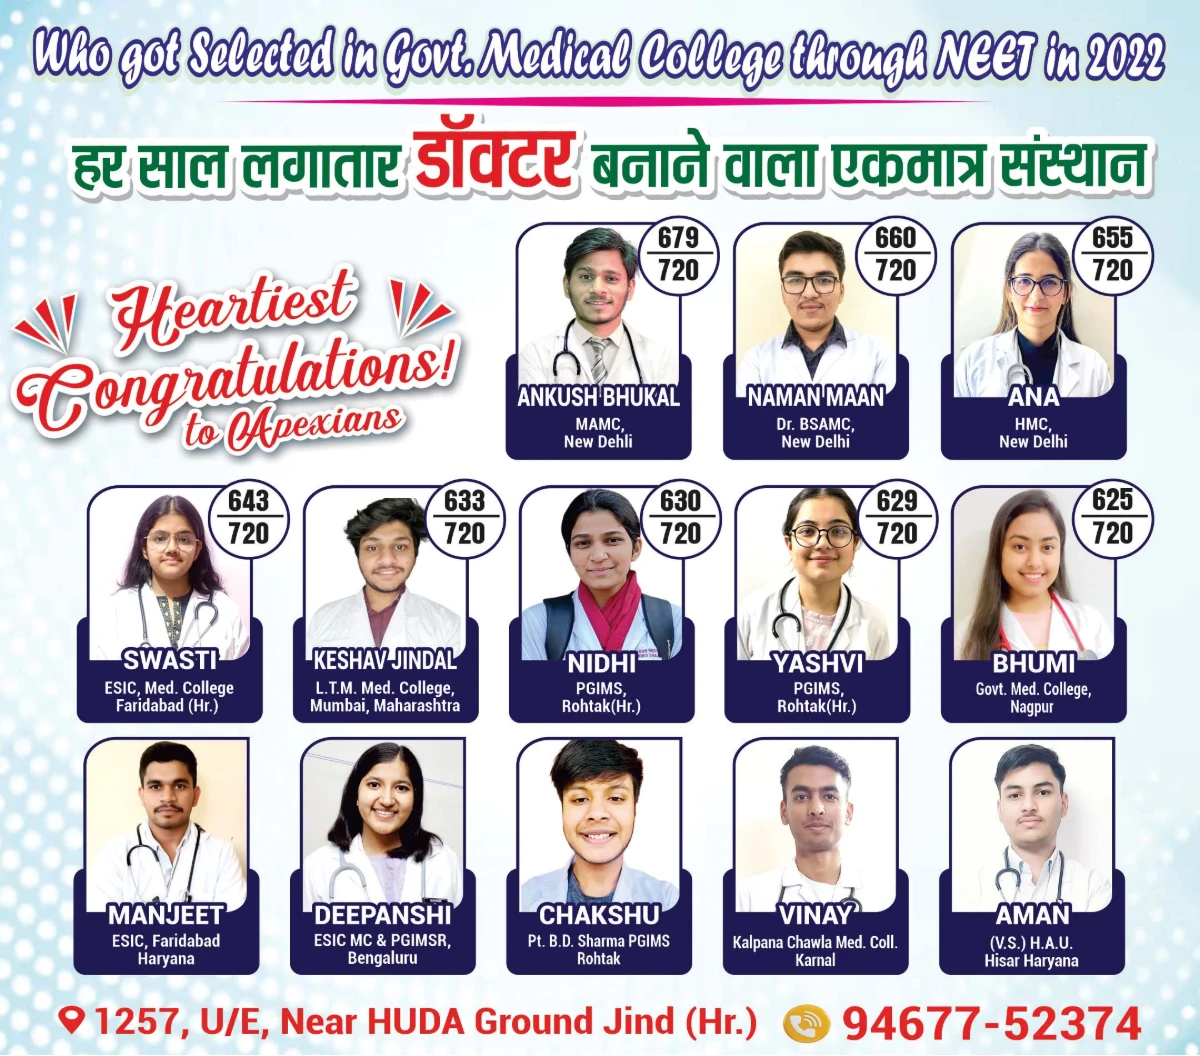 Who got Selected in Govt. Medical College through NEET in 2022
हर साल लगातार डॉक्टर बनाने वाला एकमात्र संस्थान
Heartiest
Congratulations!
to Apexians
679
720
ANKUSH BHUKAL
MAMC,
New Dehli
660
720
NAMAN MAAN
Dr. BSAMC,
New Delhi
655
720
ANA
HMC,
New Delhi
643
720
SWASTI
ESIC, Med. College
Faridabad (Hr.)
633
720
KESHAV JINDAL
L.T.M. Med. College,
Mumbai, Maharashtra
630
720
NIDHI
PGIMS,
Rohtak(Hr.)
629
720
YASHVI
PGIMS,
Rohtak(Hr.)
625
720
BHUMI
Govt. Med. College,
Nagpur
MANJEET
ESIC, Faridabad
Haryana
DEEPANSHI
ESIC MC & PGIMSR,
Bengaluru
CHAKSHU
Pt. B.D. Sharma PGIMS
Rohtak
VINAY
Kalpana Chawla Med. Coll.
Karnal
AMAN
(V.S.) H.A.U.
Hisar Haryana
1257, U/E, Near HUDA Ground Jind (Hr.) 94677-52374